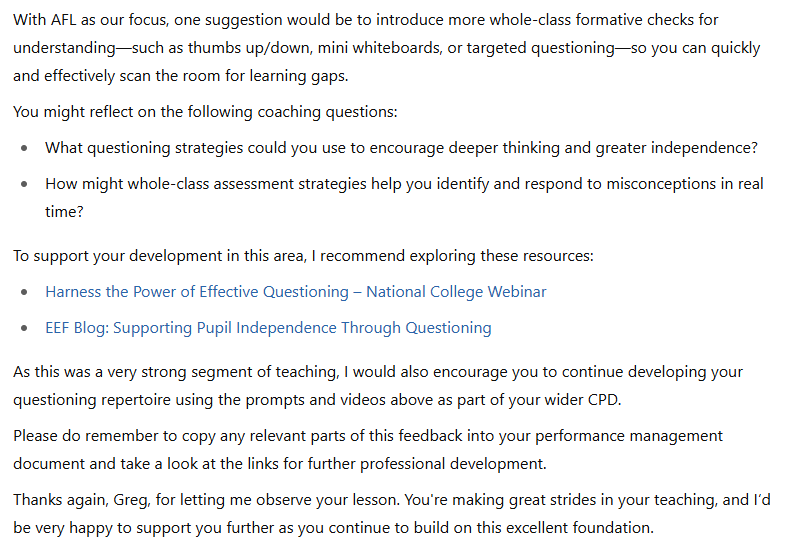 With AFL as our focus, one suggestion would be to introduce more whole-class formative checks for
understanding—such as thumbs up/down, mini whiteboards, or targeted questioning—so you can quickly
and effectively scan the room for learning gaps.
You might reflect on the following coaching questions:
• What questioning strategies could you use to encourage deeper thinking and greater independence?
• How might whole-class assessment strategies help you identify and respond to misconceptions in real
time?
To support your development in this area, I recommend exploring these resources:
• Harness the Power of Effective Questioning – National College Webinar
• EEF Blog: Supporting Pupil Independence Through Questioning
As this was a very strong segment of teaching, I would also encourage you to continue developing your
questioning repertoire using the prompts and videos above as part of your wider CPD.
Please do remember to copy any relevant parts of this feedback into your performance management
document and take a look at the links for further professional development.
Thanks again, Greg, for letting me observe your lesson. You're making great strides in your teaching, and I'd
be very happy to support you further as you continue to build on this excellent foundation.